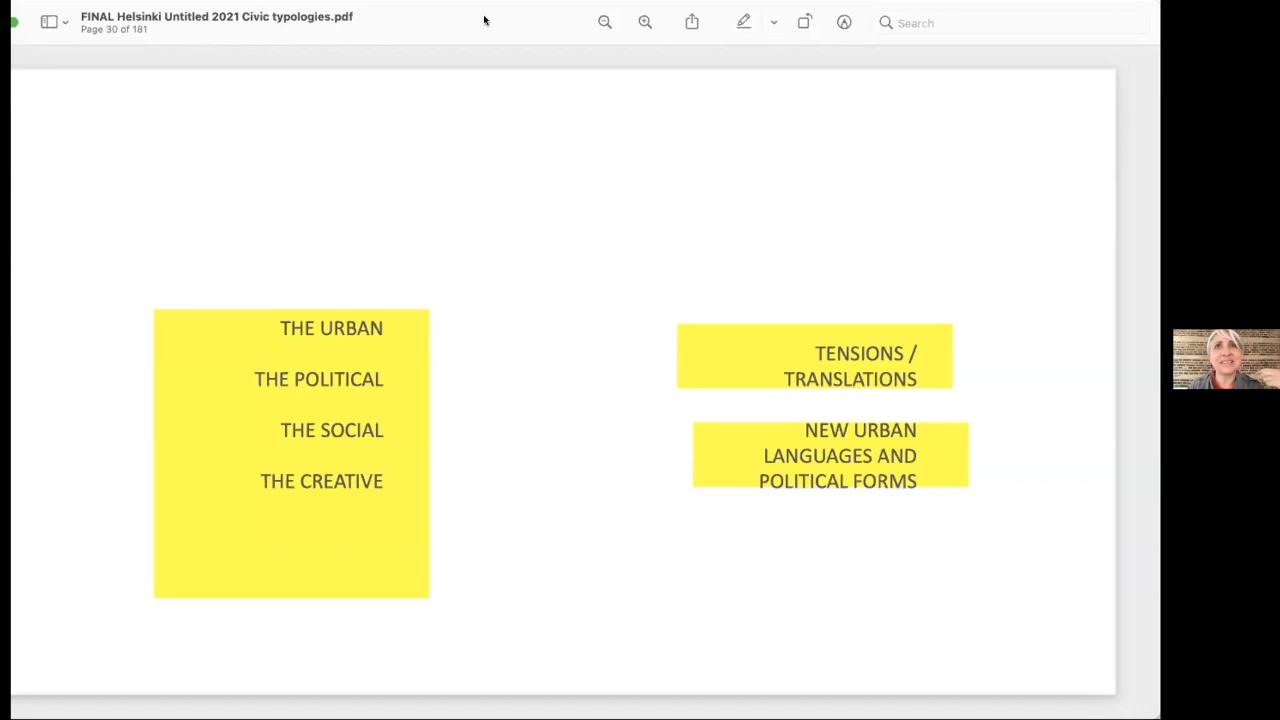 FINAL Helsinki Untitled 2021 Civic typologies.pdf
Page 30 of 181
Search
THE URBAN
THE POLITICAL
THE SOCIAL
THE CREATIVE
TENSIONS /
TRANSLATIONS
NEW URBAN
LANGUAGES AND
POLITICAL FORMS